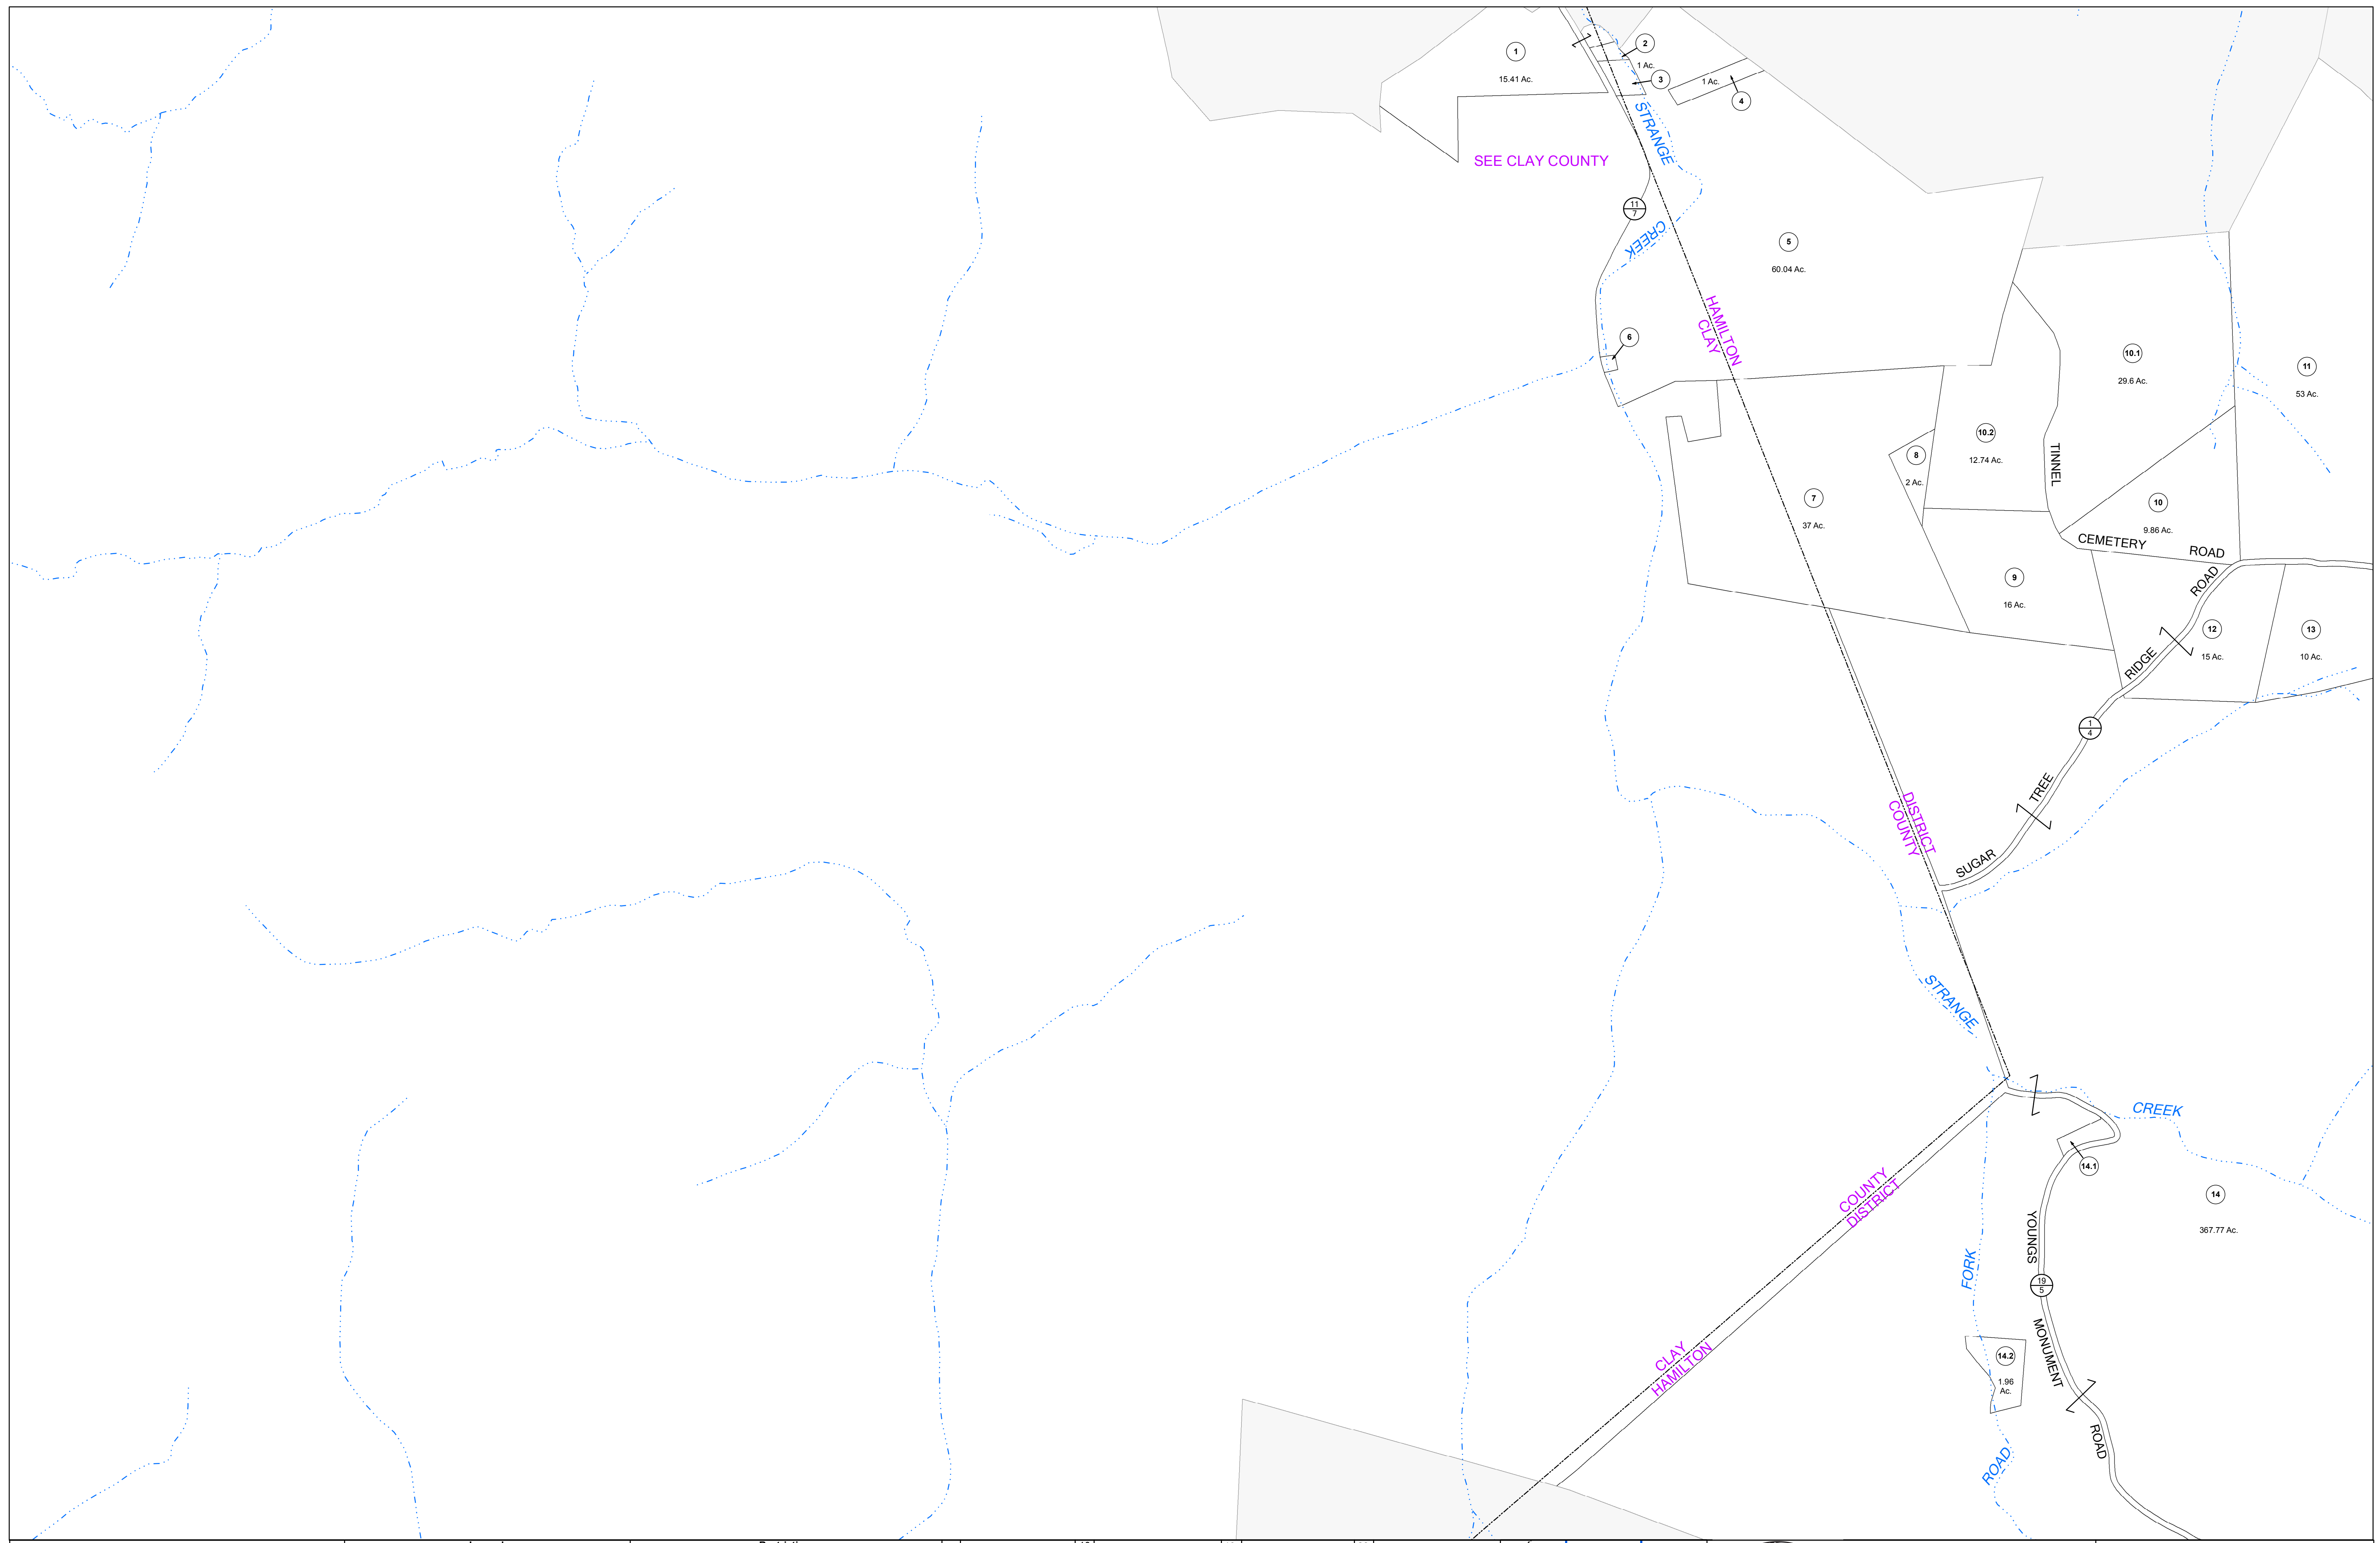 1
15.41 Ac.
2
1 Ac.
3
1 Ac.
4
STRANGE
CREEK
SEE CLAY COUNTY
11
7
5
60.04 Ac.
HAMILTON
CLAY
6
10.1
29.6 Ac.
11
53 Ac.
10.2
12.74 Ac.
TINNEL
8
2 Ac.
7
37 Ac.
10
9.86 Ac.
CEMETERY ROAD
9
16 Ac.
ROAD
RIDGE
12
15 Ac.
13
10 Ac.
1
4
TREE
SUGAR
DISTRICT
COUNTY
STRANGE
CREEK
14.1
14
367.77 Ac.
COUNTY
DISTRICT
YOUNGS
FORK
19
5
MONUMENT
CLAY
HAMILTON
14.2
1.96
Ac.
ROAD
ROAD